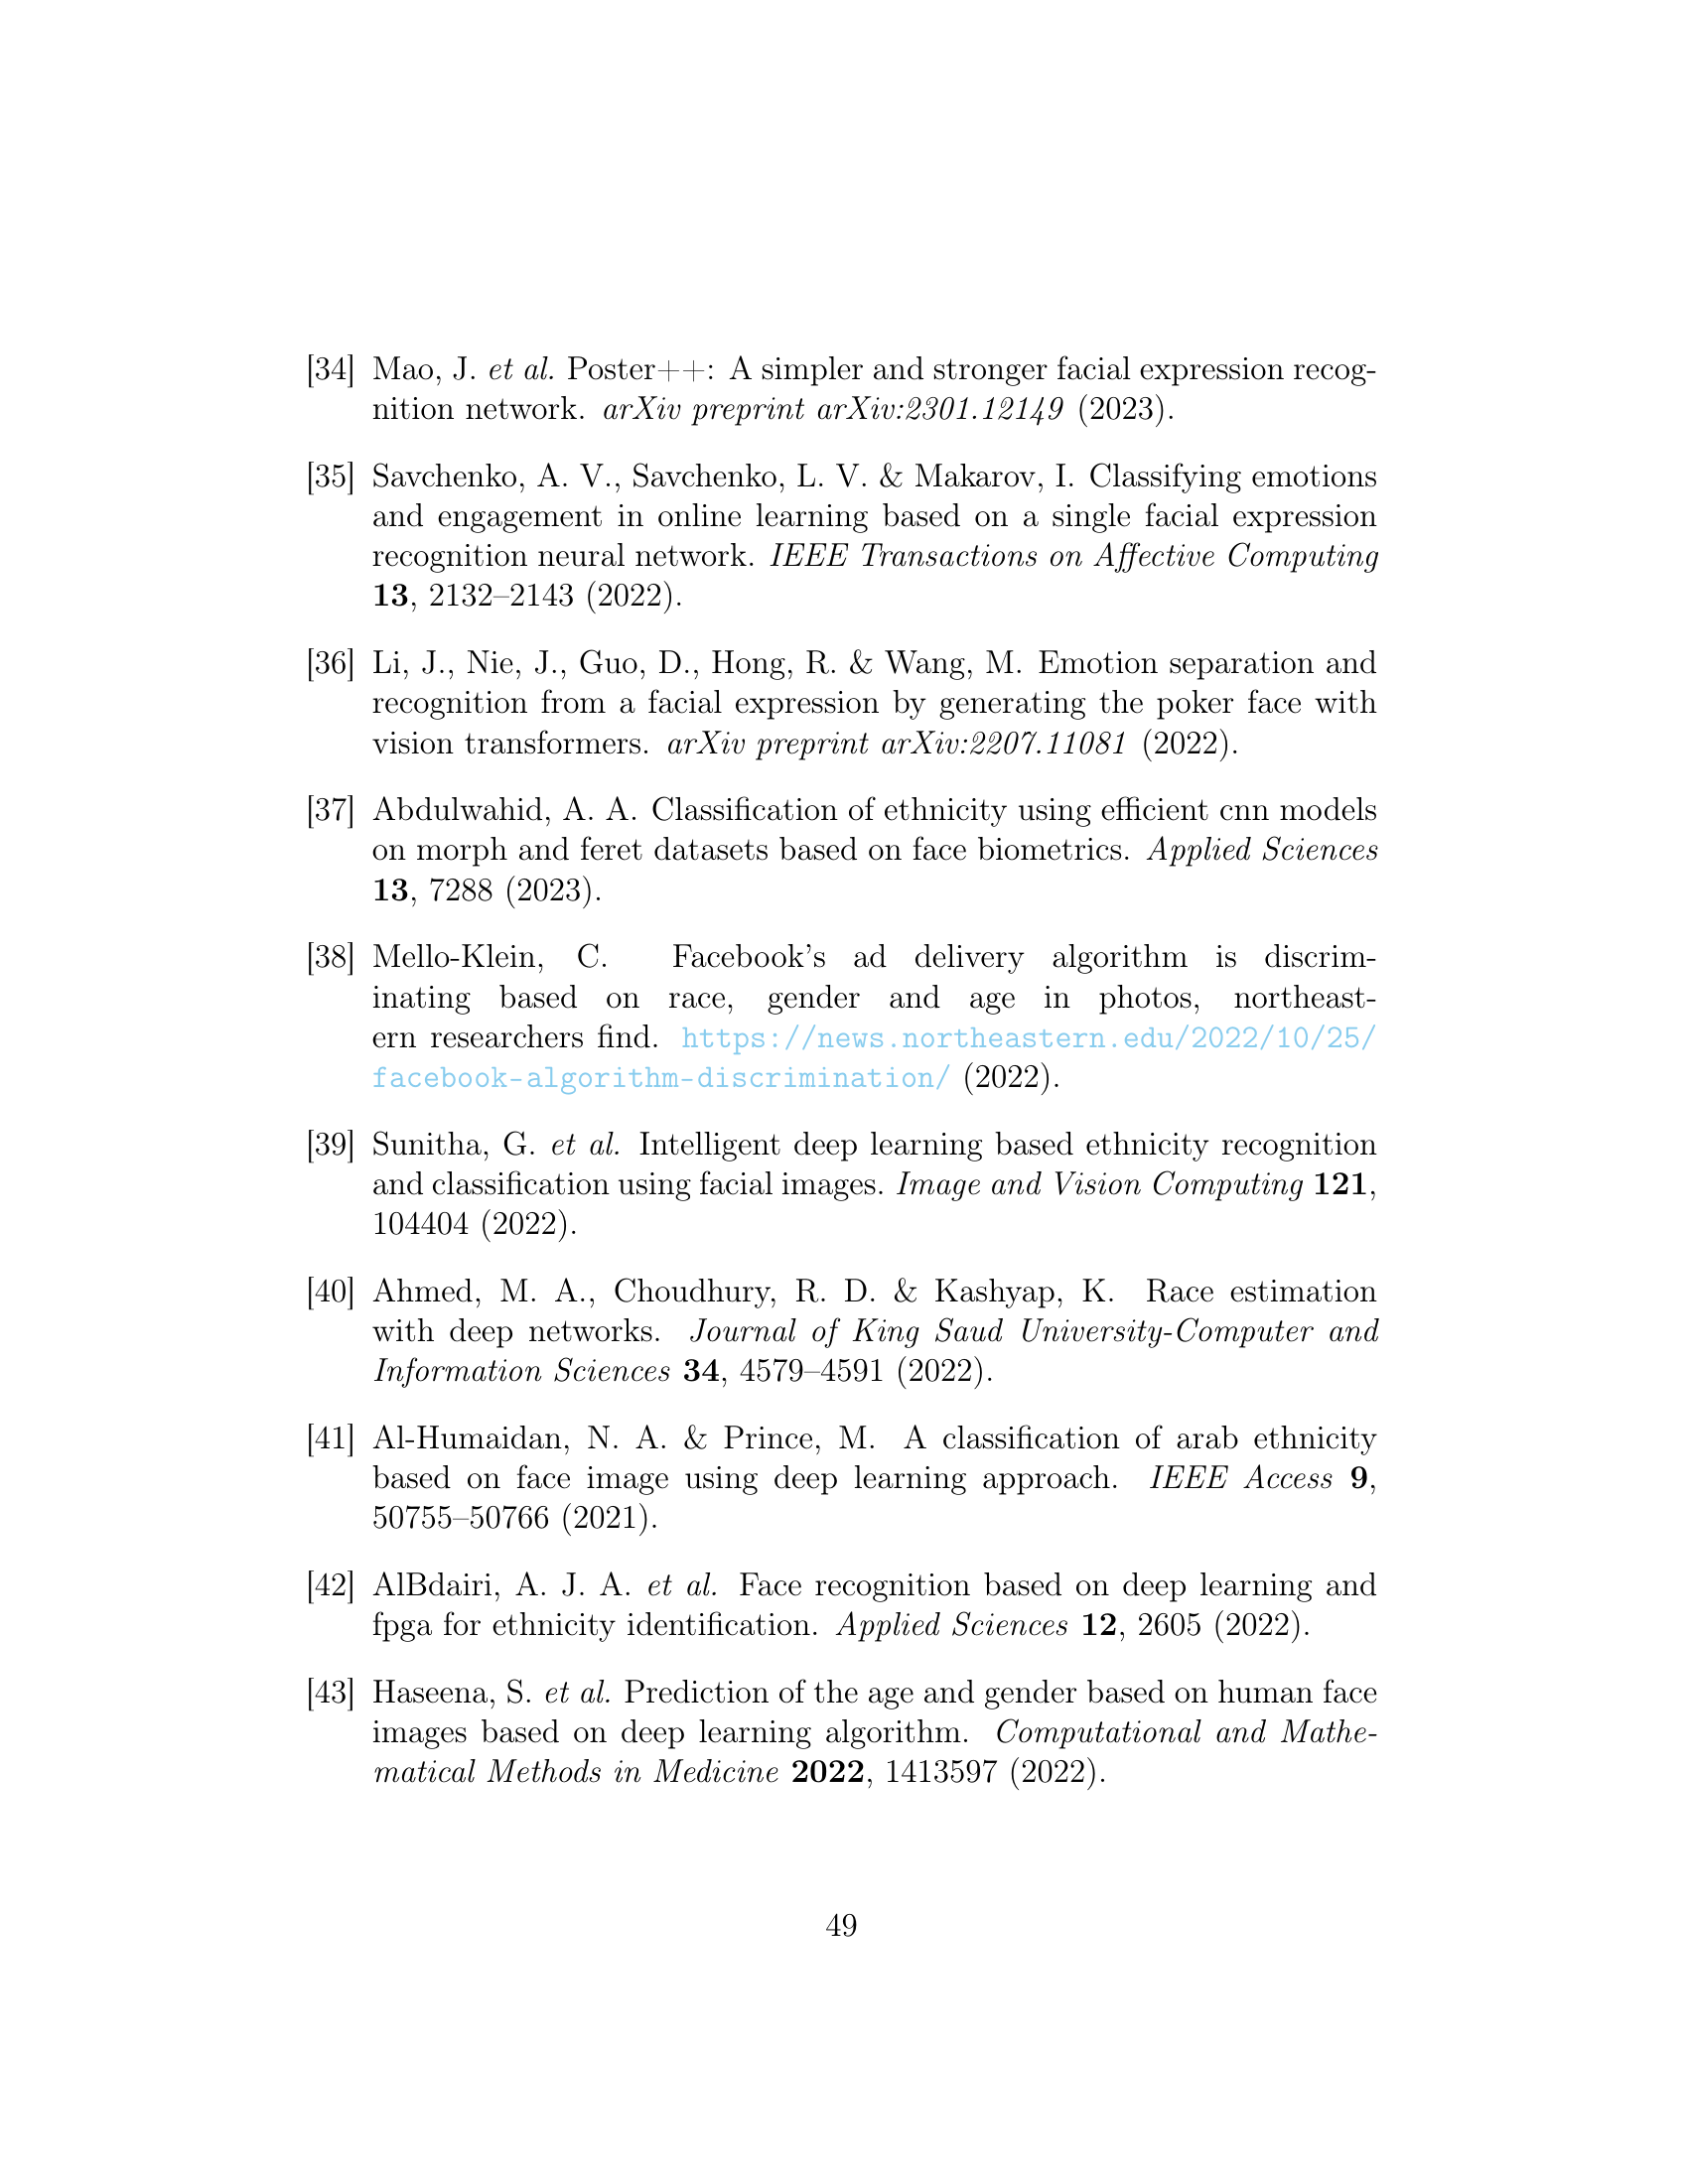 [34] Mao, J. et al. Poster++: A simpler and stronger facial expression recog-
nition network. arXiv preprint arXiv:2301.12149 (2023).
[35] Savchenko, A. V., Savchenko, L. V. & Makarov, I. Classifying emotions
and engagement in online learning based on a single facial expression
recognition neural network. IEEE Transactions on Affective Computing
13, 2132–2143 (2022).
[36] Li, J., Nie, J., Guo, D., Hong, R. & Wang, M. Emotion separation and
recognition from a facial expression by generating the poker face with
vision transformers. arXiv preprint arXiv:2207.11081 (2022).
[37] Abdulwahid, A. A. Classification of ethnicity using efficient cnn models
on morph and feret datasets based on face biometrics. Applied Sciences
13, 7288 (2023).
[38] Mello-Klein, C. Facebook's ad delivery algorithm is discrim-
inating based on race, gender and age in photos, northeast-
ern researchers find. https://news.northeastern.edu/2022/10/25/
facebook-algorithm-discrimination/ (2022).
[39] Sunitha, G. et al. Intelligent deep learning based ethnicity recognition
and classification using facial images. Image and Vision Computing 121,
104404 (2022).
[40] Ahmed, M. A., Choudhury, R. D. & Kashyap, K. Race estimation
with deep networks. Journal of King Saud University-Computer and
Information Sciences 34, 4579–4591 (2022).
[41] Al-Humaidan, N. A. & Prince, M. A classification of arab ethnicity
based on face image using deep learning approach. IEEE Access 9,
50755–50766 (2021).
[42] AlBdairi, A. J. A. et al. Face recognition based on deep learning and
fpga for ethnicity identification. Applied Sciences 12, 2605 (2022).
[43] Haseena, S. et al. Prediction of the age and gender based on human face
images based on deep learning algorithm. Computational and Mathe-
matical Methods in Medicine 2022, 1413597 (2022).
49